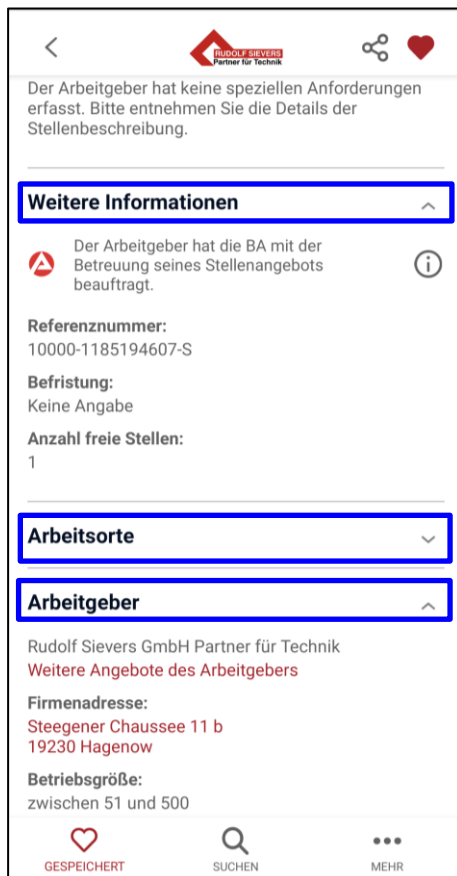 RUDOLF SIEVERS
Partner für Technik
Der Arbeitgeber hat keine speziellen Anforderungen
erfasst. Bitte entnehmen Sie die Details der
Stellenbeschreibung.
Weitere Informationen
Der Arbeitgeber hat die BA mit der
Betreuung seines Stellenangebots
beauftragt.
Referenznummer:
10000-1185194607-S
Befristung:
Keine Angabe
Anzahl freie Stellen:
1
Arbeitsorte
Arbeitgeber
Rudolf Sievers GmbH Partner für Technik
Weitere Angebote des Arbeitgebers
Firmenadresse:
Steegener Chaussee 11 b
19230 Hagenow
Betriebsgröße:
zwischen 51 und 500
GESPEICHERT
SUCHEN
MEHR